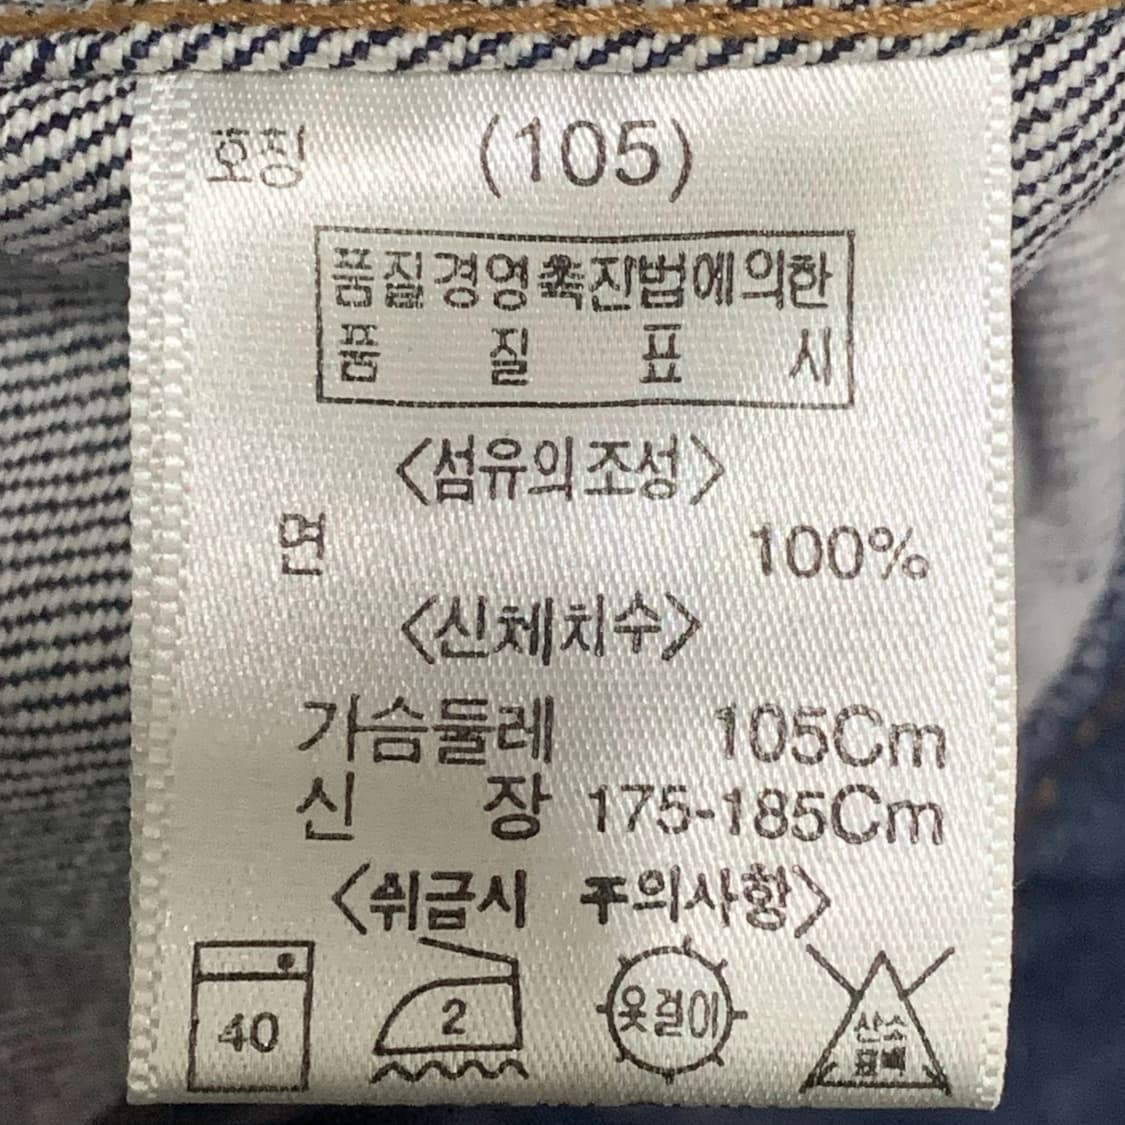 호칭 (105)
품질경영촉진법에의한
품 질 표 시
<섬유의조성>
면 100%
<신체치수>
가슴둘레 105Cm
신 장 175-185Cm
<취급시 주의사항>
40 2 옷걸이 산소
표백